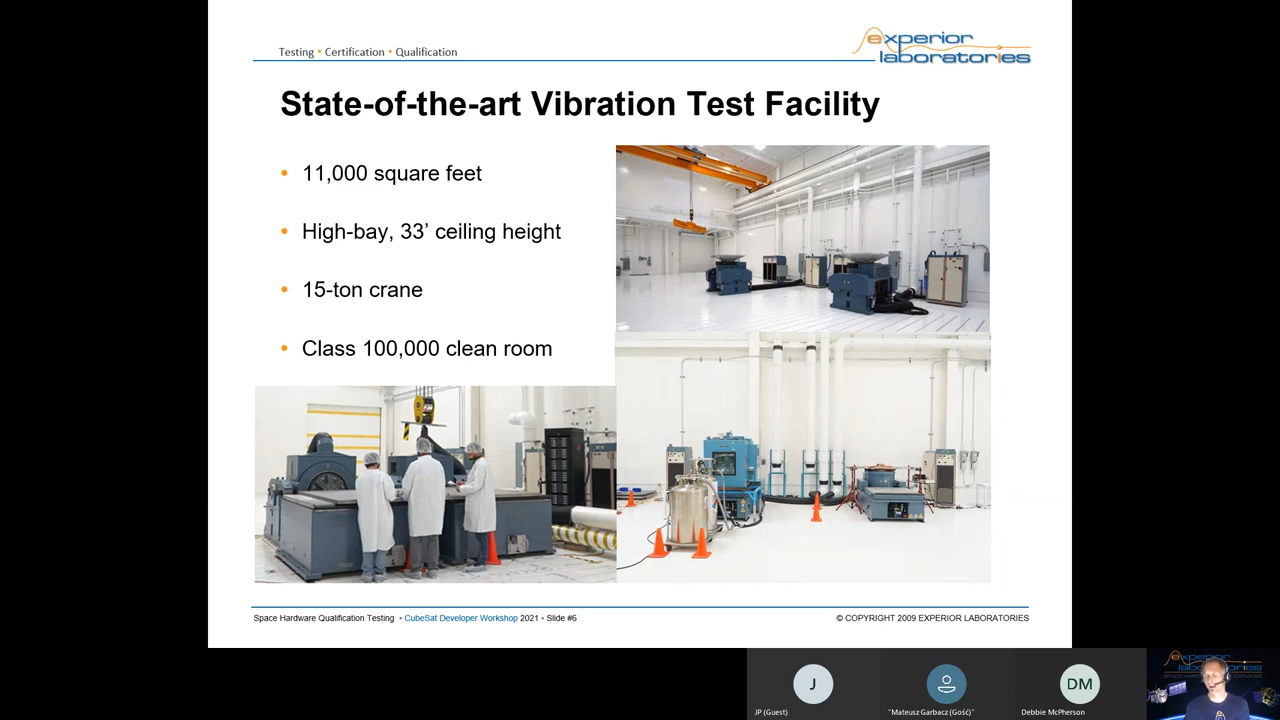 Testing • Certification • Qualification
experior
laboratories
State-of-the-art Vibration Test Facility
• 11,000 square feet
• High-bay, 33’ ceiling height
• 15-ton crane
• Class 100,000 clean room
Space Hardware Qualification Testing • CubeSat Developer Workshop 2021 • Slide #6
© COPYRIGHT 2009 EXPERIOR LABORATORIES
J
JP (Guest)
"Mateusz Garbacz (Gość)"
DM
Debbie McPherson
experior
laboratories